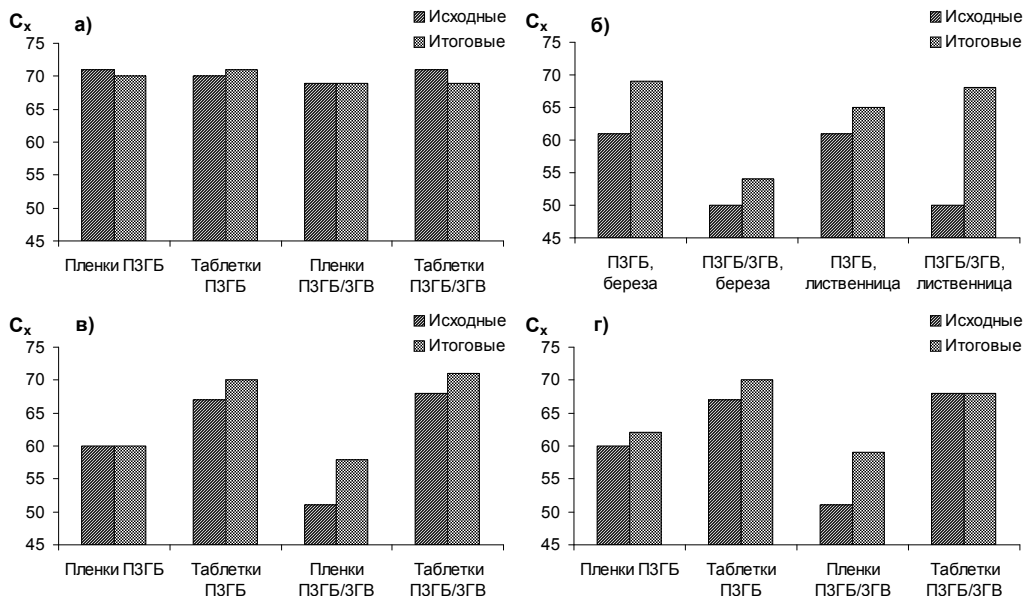 Cx а)
Исходные
Итоговые
75
70
65
60
55
50
45
Пленки ПЗГБ
Таблетки
ПЗГБ
Пленки
ПЗГБ/ЗГВ
Таблетки
ПЗГБ/ЗГВ
Cx б)
Исходные
Итоговые
75
70
65
60
55
50
45
ПЗГБ,
береза
ПЗГБ/ЗГВ,
береза
ПЗГБ,
лиственница
ПЗГБ/ЗГВ,
лиственница
Cx в)
Исходные
Итоговые
75
70
65
60
55
50
45
Пленки ПЗГБ
Таблетки
ПЗГБ
Пленки
ПЗГБ/ЗГВ
Таблетки
ПЗГБ/ЗГВ
Cx г)
Исходные
Итоговые
75
70
65
60
55
50
45
Пленки ПЗГБ
Таблетки
ПЗГБ
Пленки
ПЗГБ/ЗГВ
Таблетки
ПЗГБ/ЗГВ